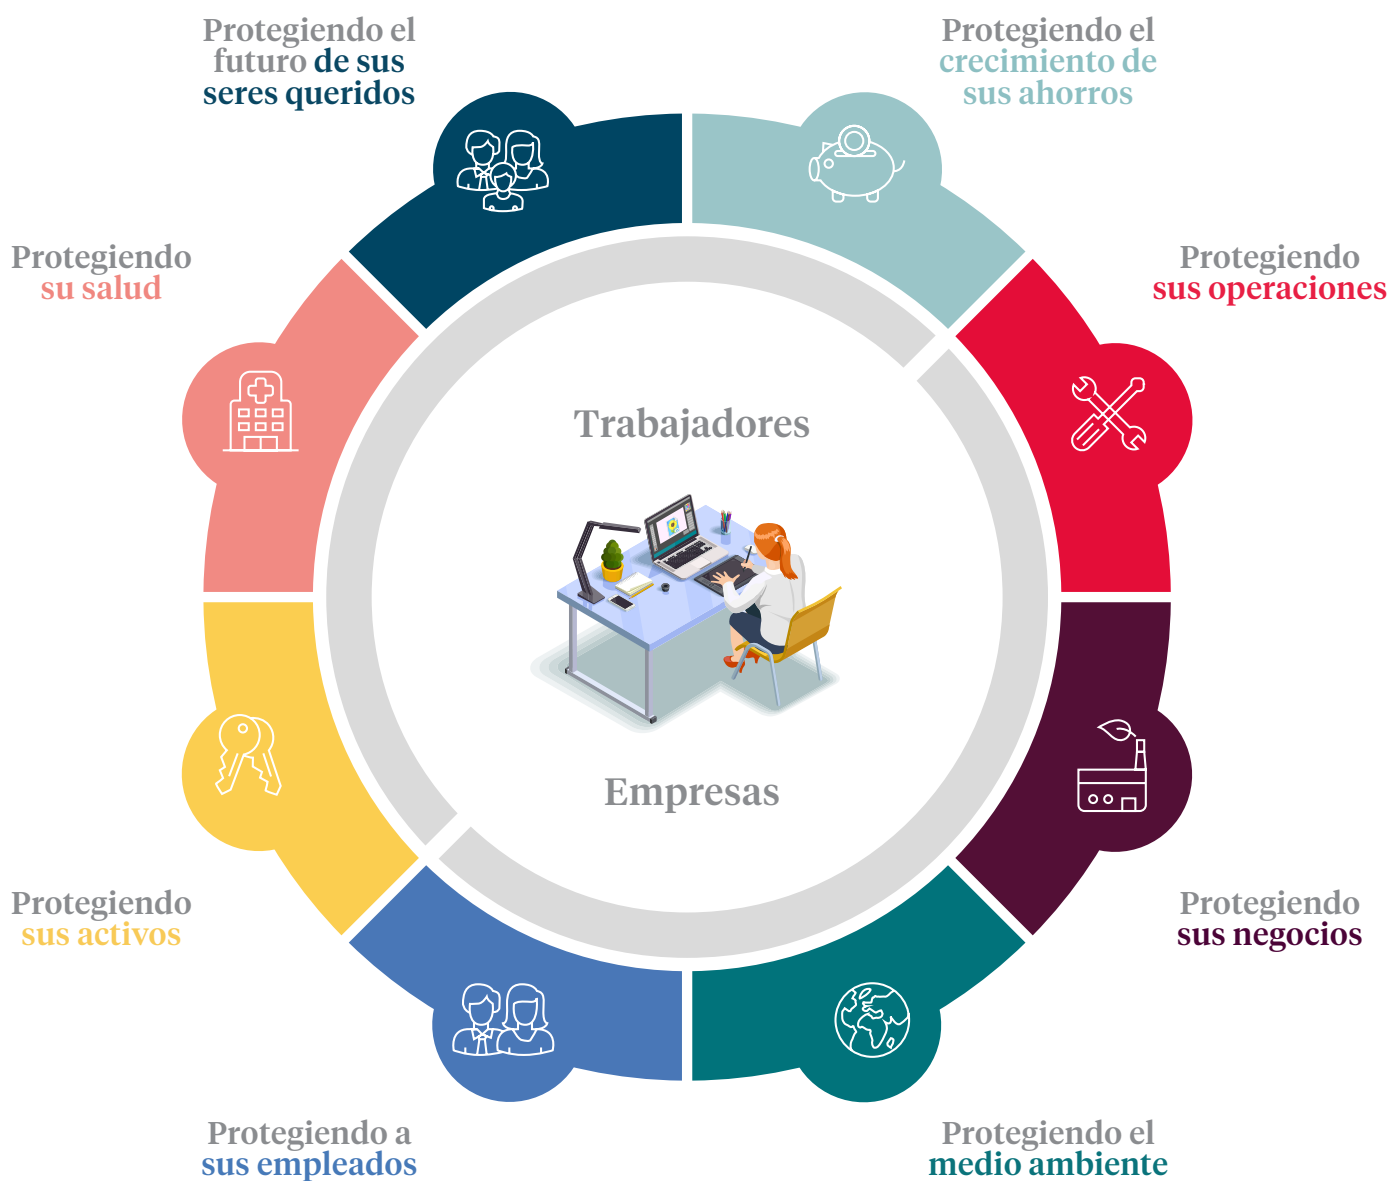 Protegiendo el
futuro de sus
seres queridos
Protegiendo el
crecimiento de
sus ahorros
Protegiendo
su salud
Protegiendo
sus operaciones
Trabajadores
Empresas
Protegiendo
sus activos
Protegiendo
sus negocios
Protegiendo a
sus empleados
Protegiendo el
medio ambiente